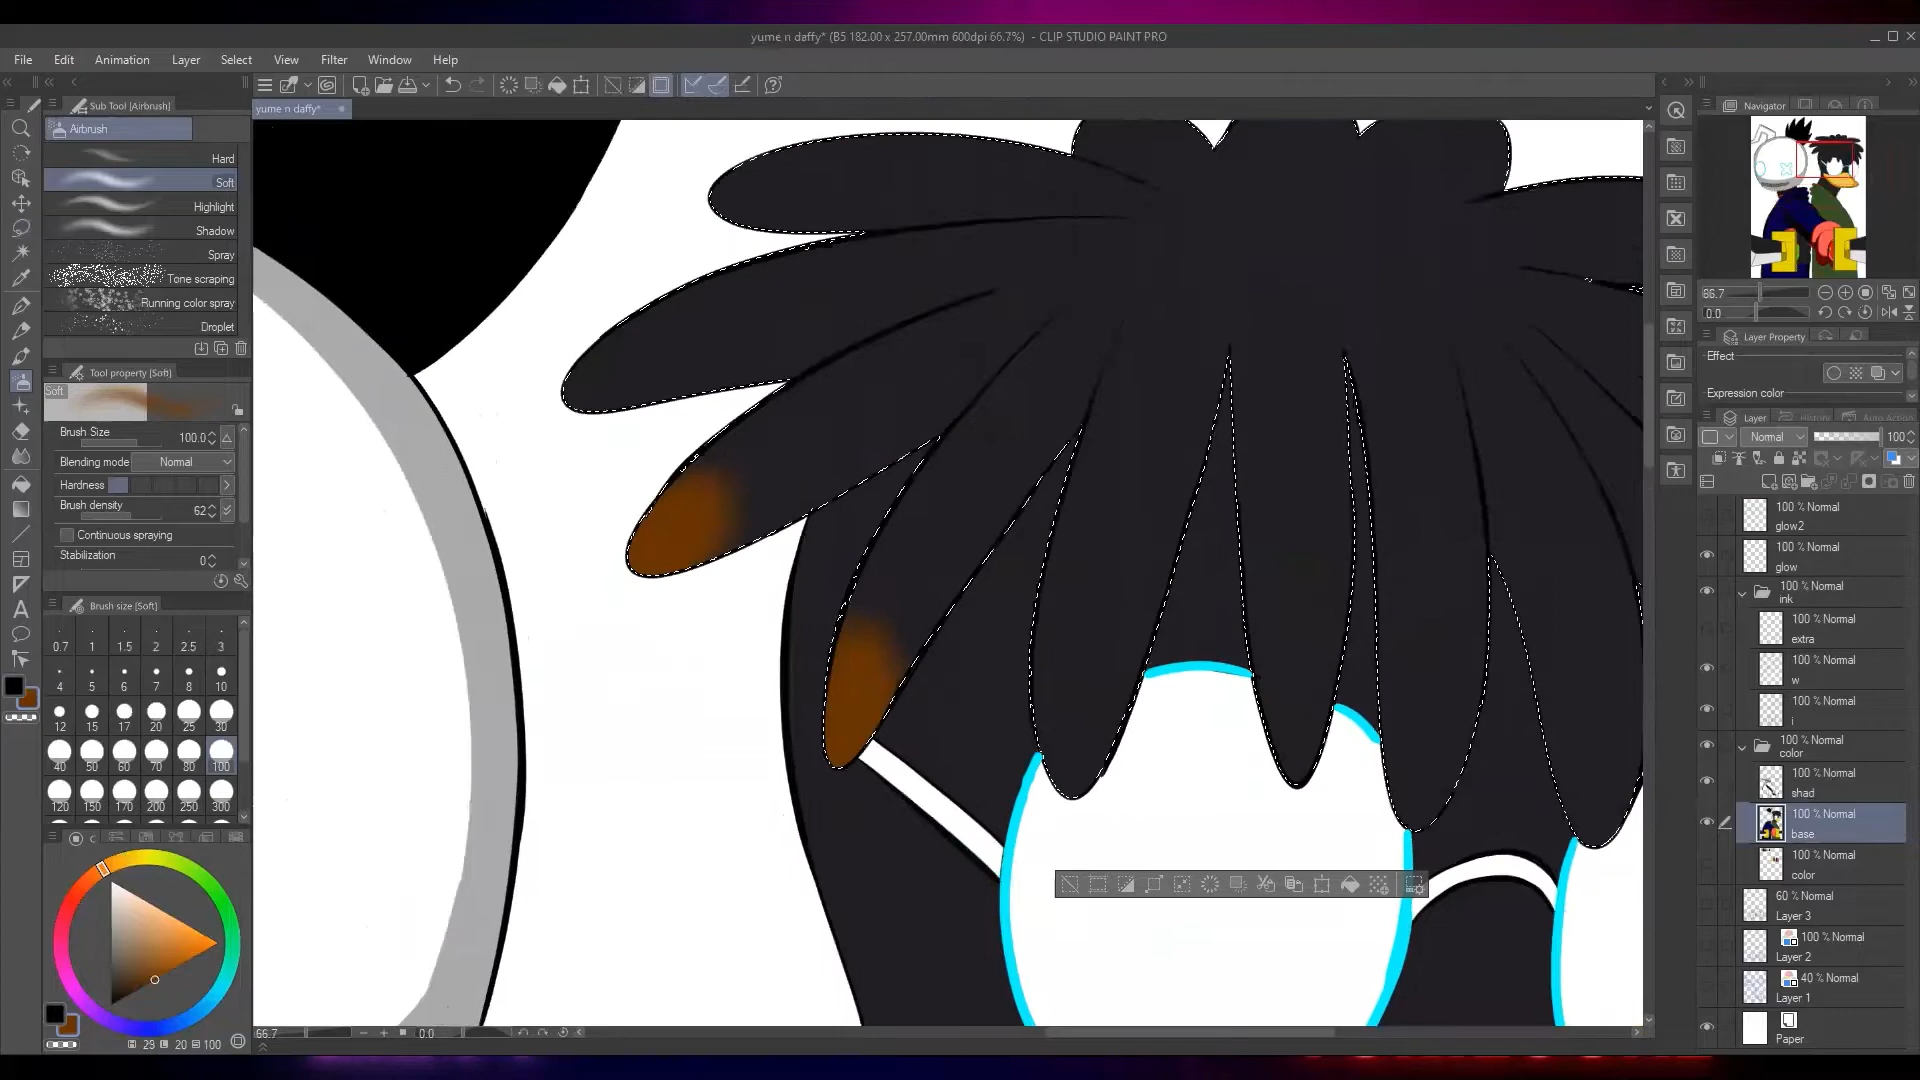 yume n daffy* (B5 182.00 x 257.00mm 600dpi 66.7%) - CLIP STUDIO PAINT PRO
File Edit Animation Layer Select View Filter Window Help
Sub Tool [Airbrush]
yume n daffy*
Navigator
Airbrush
Hard
Soft
Highlight
Shadow
Spray
Tone scraping
Running color spray
Droplet
66.7
0.0
Layer Property
Effect
Expression color
Tool property [Soft]
Soft
Brush Size 100.0
Blending mode Normal
Hardness
Brush density 62
Continuous spraying
Stabilization 0
Layer History Auto Action
Normal 100
Brush size [Soft]
0.7 1 1.5 2 2.5 3
4 5 6 7 8 10
12 15 17 20 25 30
40 50 60 70 80 100
120 150 170 200 250 300
100 % Normal
glow2
100 % Normal
glow
100 % Normal
ink
100 % Normal
extra
100 % Normal
w
100 % Normal
i
100 % Normal
color
100 % Normal
shad
100 % Normal
base
100 % Normal
color
60 % Normal
Layer 3
100 % Normal
Layer 2
40 % Normal
Layer 1
Paper
66.7 0.0
29 20 100